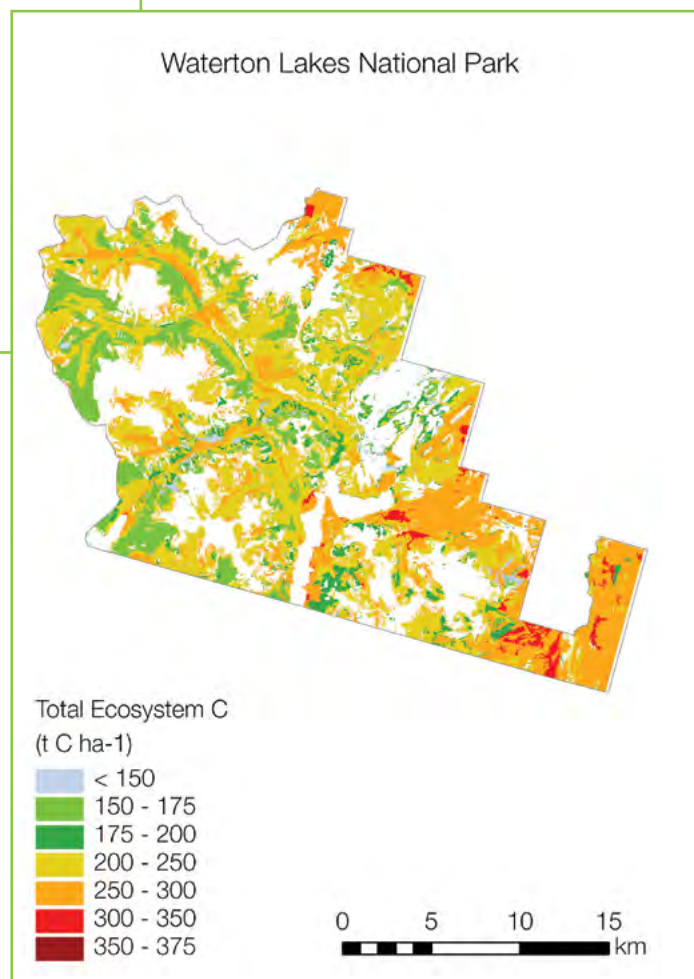 Waterton Lakes National Park
Total Ecosystem C
(t C ha-1)
< 150
150 - 175
175 - 200
200 - 250
250 - 300
300 - 350
350 - 375
0 5 10 15
km